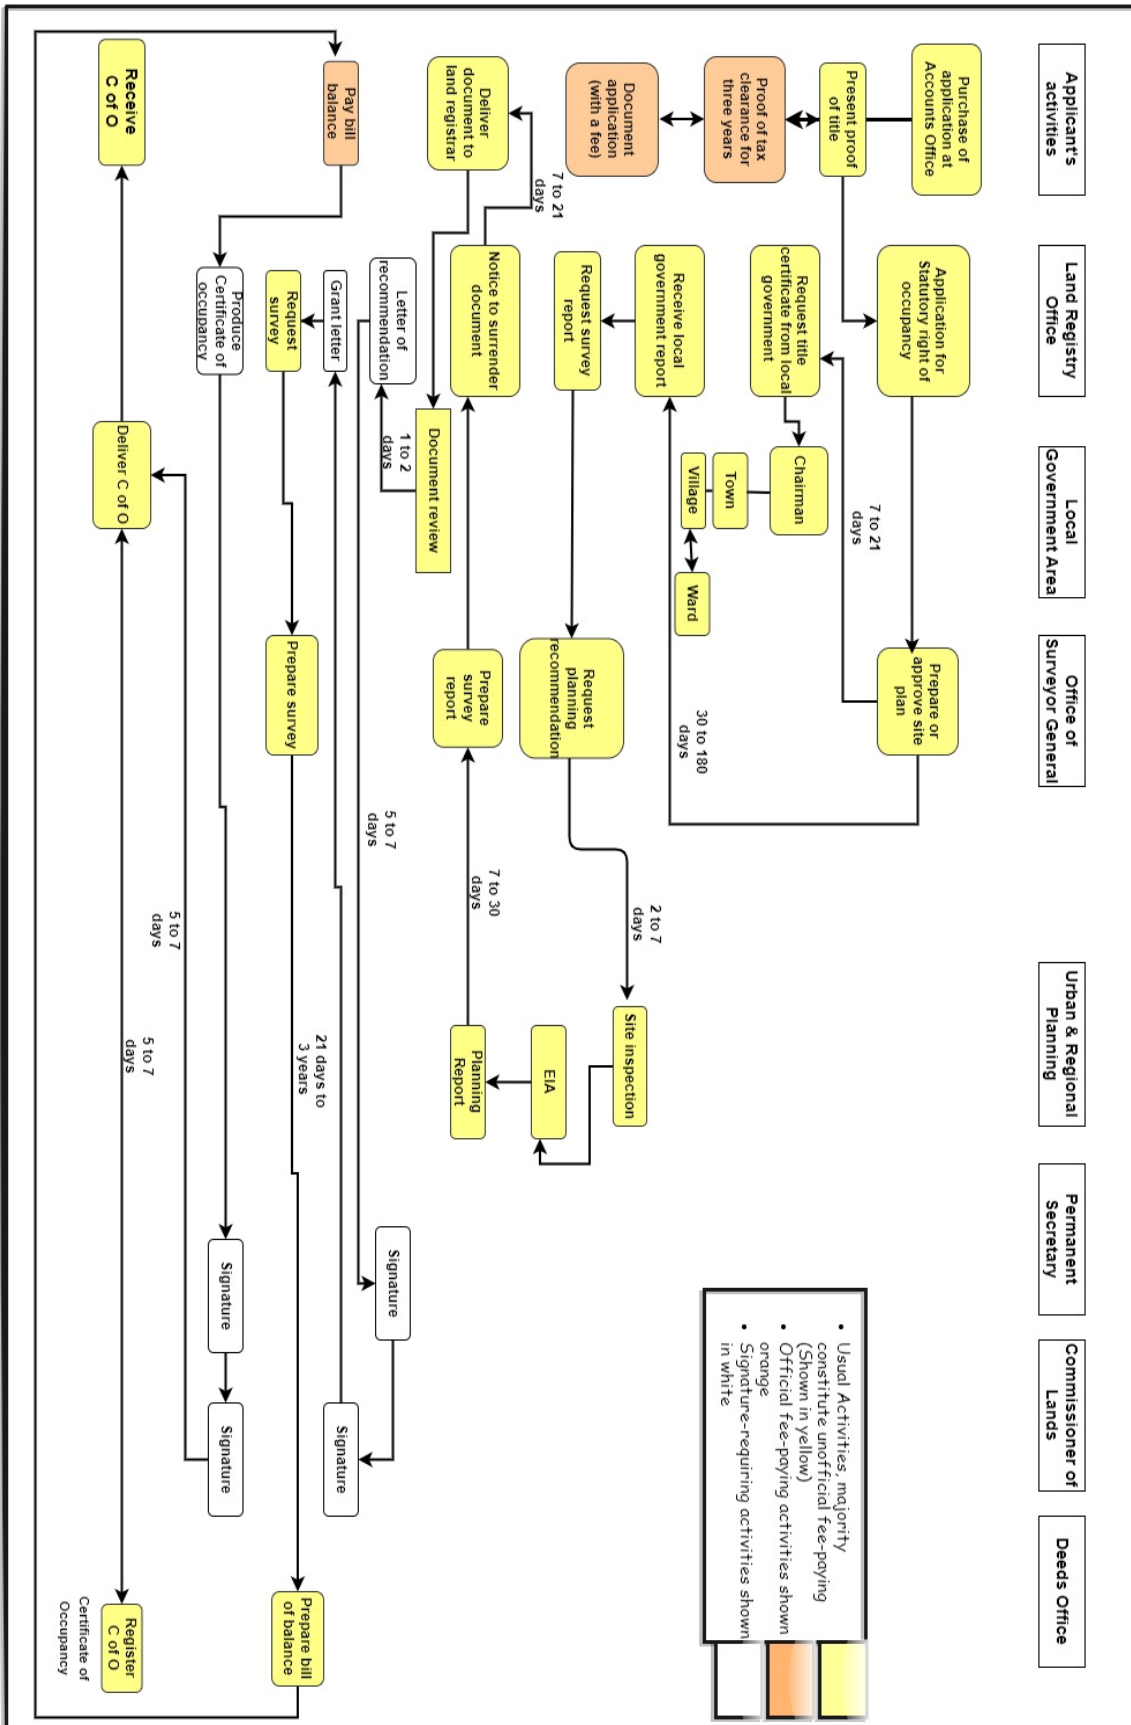 Applicant's
activities
Land Registry
Office
Local
Government Area
Office of
Surveyor General
Urban & Regional
Planning
Permanent
Secretary
Commissioner of
Lands
Deeds Office
Purchase of
application at
Accounts Office
Present proof
of title
Proof of tax
clearance for
three years
Document
application
(with a fee)
Deliver
document to
land registrar
Pay bill
balance
Receive
C of O
Application for
Statutory right of
occupancy
Request title
certificate from local
government
Receive local
government report
Request survey
report
Notice to surrender
document
7 to 21
days
Letter of
recommendation
Grant letter
Request
survey
Produce
Certificate of
occupancy
Chairman
Town
Village
Ward
7 to 21
days
Document review
1 to 2
days
Deliver C of O
Prepare or
approve site
plan
30 to 180
days
Request
planning
recommendation
Prepare
survey
report
Prepare survey
2 to 7
days
7 to 30
days
5 to 7
days
5 to 7
days
Site inspection
EIA
Planning
Report
21 days to
3 years
5 to 7
days
Signature
Signature
Signature
Signature
• Usual Activities, majority
constitute unofficial fee-paying
(Shown in yellow)
• Official fee-paying activities shown
orange
• Signature-requiring activities shown
in white
Prepare bill
of balance
Register
C of O
Certificate of
Occupancy